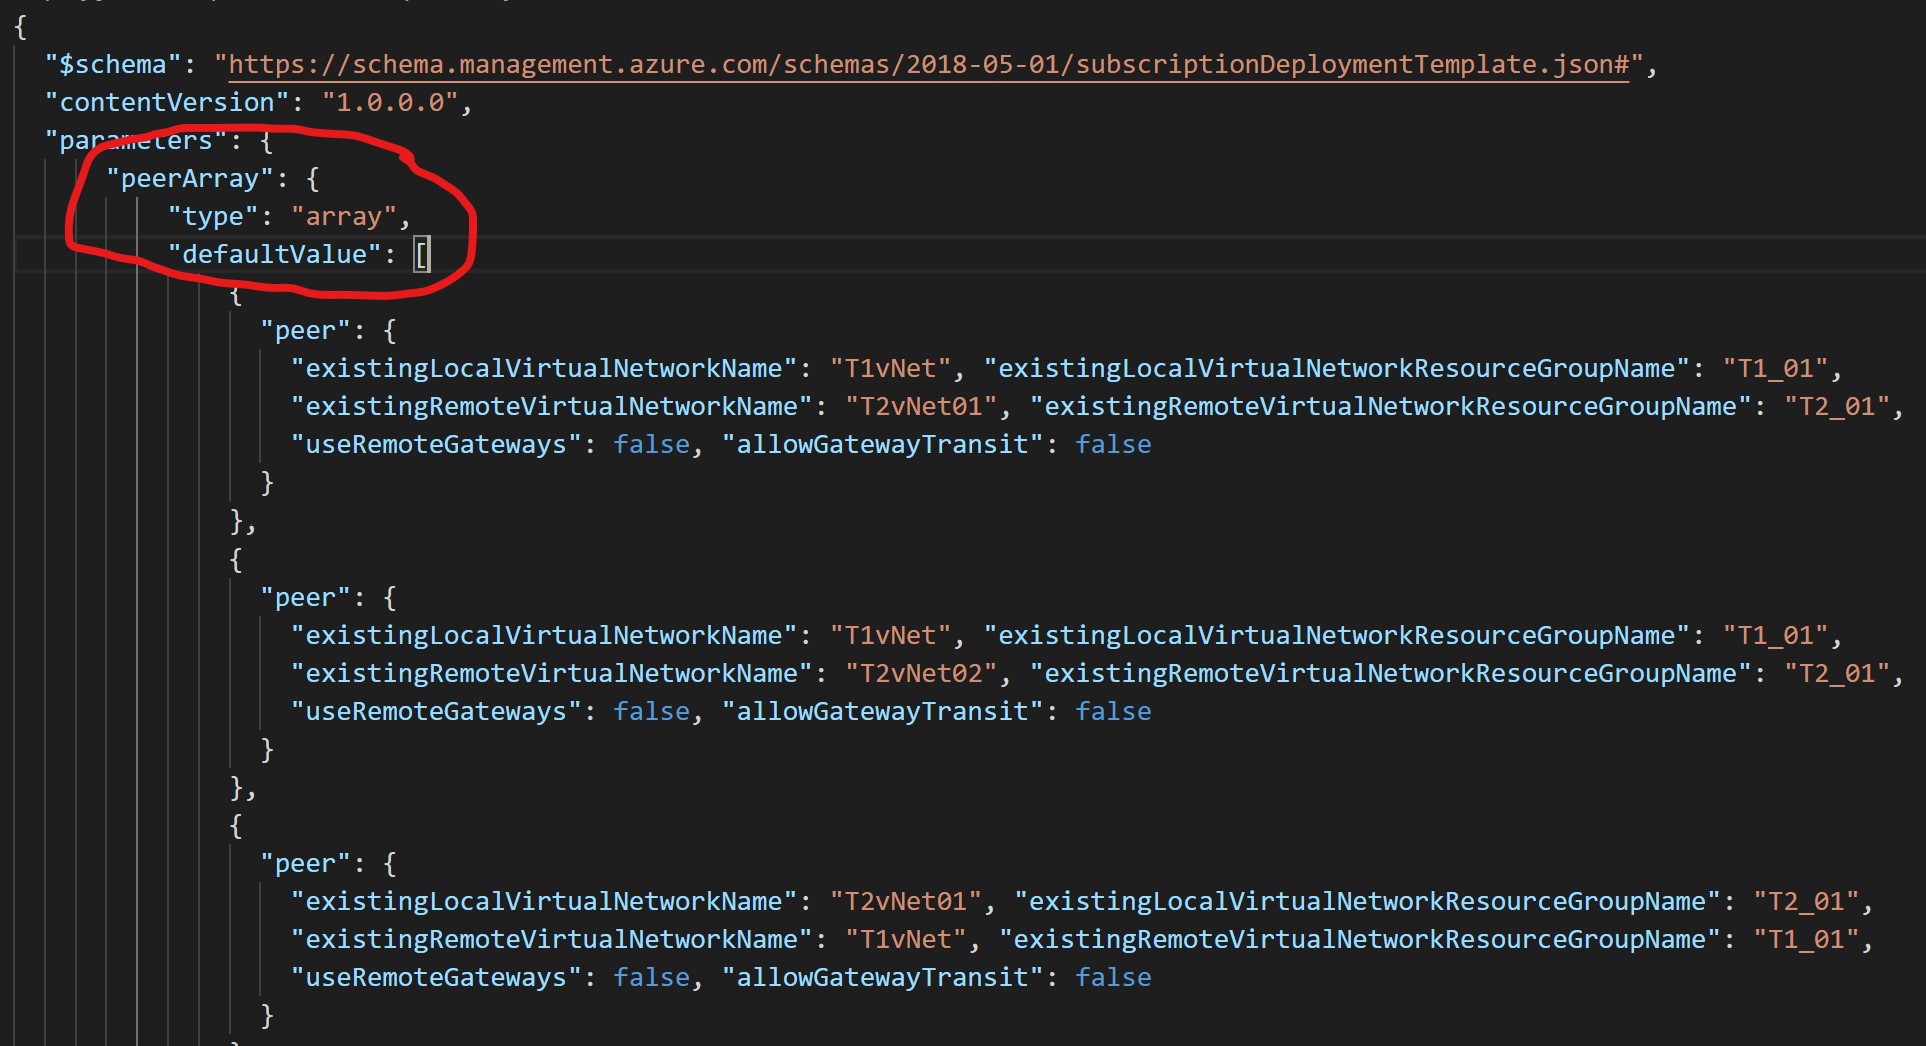 {
"$schema": "https://schema.management.azure.com/schemas/2018-05-01/subscriptionDeploymentTemplate.json#",
"contentVersion": "1.0.0.0",
"parameters": {
"peerArray": {
"type": "array",
"defaultValue": [
{
"peer": {
"existingLocalVirtualNetworkName": "T1vNet", "existingLocalVirtualNetworkResourceGroupName": "T1_01",
"existingRemoteVirtualNetworkName": "T2vNet01", "existingRemoteVirtualNetworkResourceGroupName": "T2_01",
"useRemoteGateways": false, "allowGatewayTransit": false
}
},
{
"peer": {
"existingLocalVirtualNetworkName": "T1vNet", "existingLocalVirtualNetworkResourceGroupName": "T1_01",
"existingRemoteVirtualNetworkName": "T2vNet02", "existingRemoteVirtualNetworkResourceGroupName": "T2_01",
"useRemoteGateways": false, "allowGatewayTransit": false
}
},
{
"peer": {
"existingLocalVirtualNetworkName": "T2vNet01", "existingLocalVirtualNetworkResourceGroupName": "T2_01",
"existingRemoteVirtualNetworkName": "T1vNet", "existingRemoteVirtualNetworkResourceGroupName": "T1_01",
"useRemoteGateways": false, "allowGatewayTransit": false
}